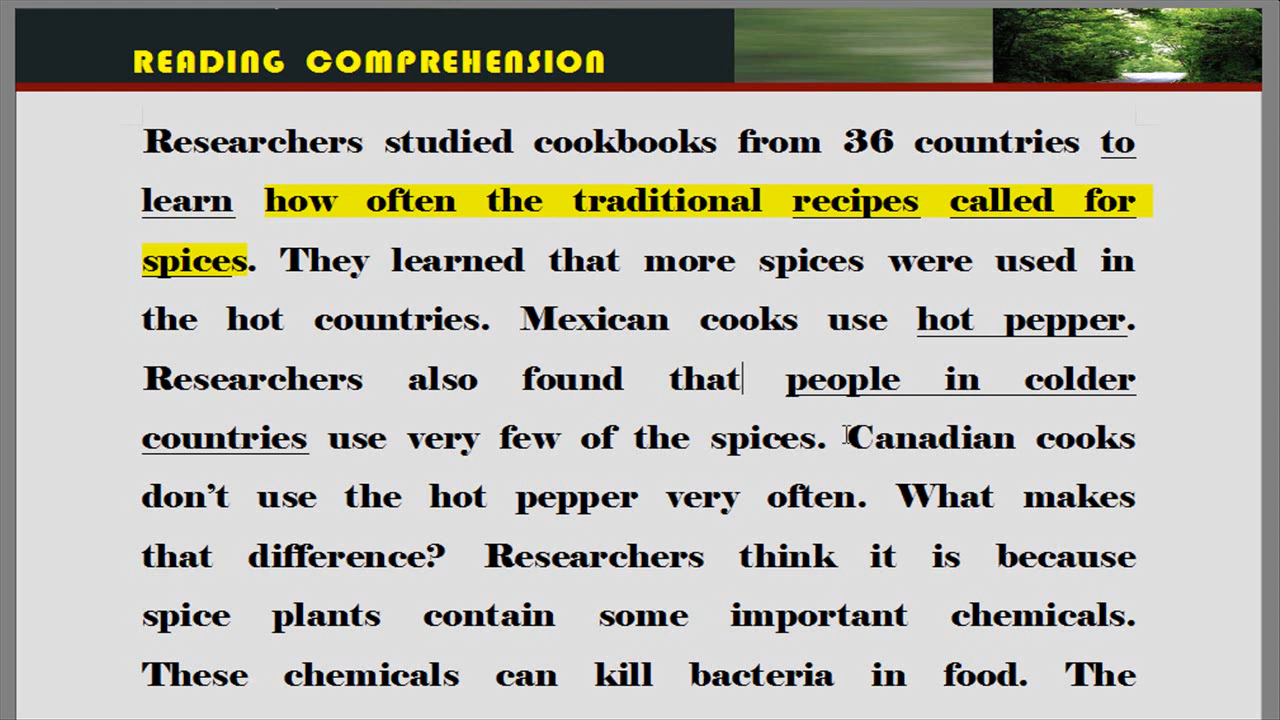 READING COMPREHENSION
Researchers studied cookbooks from 36 countries to
learn how often the traditional recipes called for
spices. They learned that more spices were used in
the hot countries. Mexican cooks use hot pepper.
Researchers also found that people in colder
countries use very few of the spices. Canadian cooks
don’t use the hot pepper very often. What makes
that difference? Researchers think it is because
spice plants contain some important chemicals.
These chemicals can kill bacteria in food. The